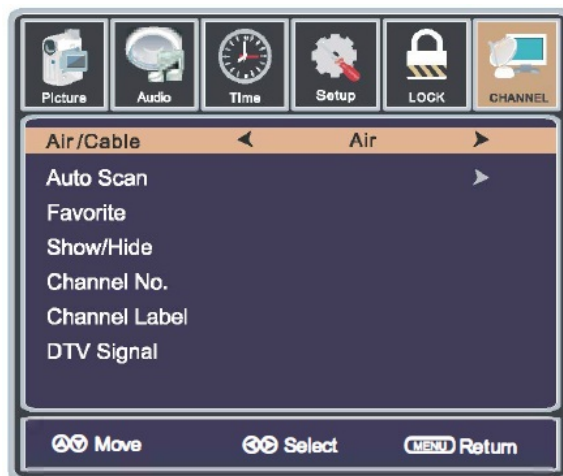 Picture Audio Time Setup LOCK CHANNEL
Air/Cable Air
Auto Scan
Favorite
Show/Hide
Channel No.
Channel Label
DTV Signal
Move Select MENU Return